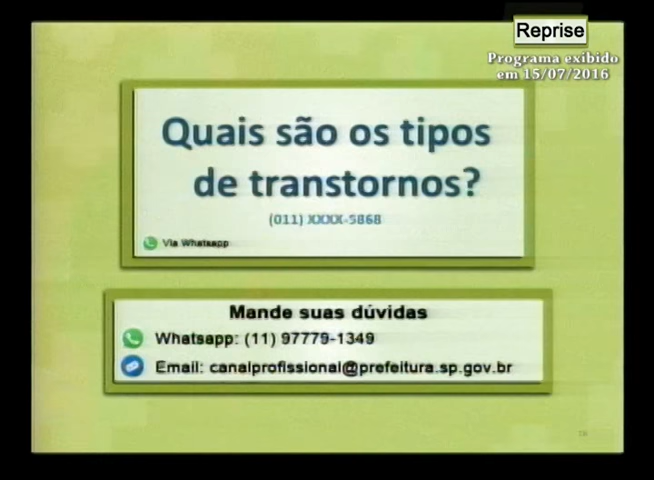 Reprise
Programa exibido
em 15/07/2016
Quais são os tipos
de transtornos?
(011) XXXX-5868
Via Whatsapp
Mande suas dúvidas
Whatsapp: (11) 97779-1349
Email: canalprofissional@prefeitura.sp.gov.br